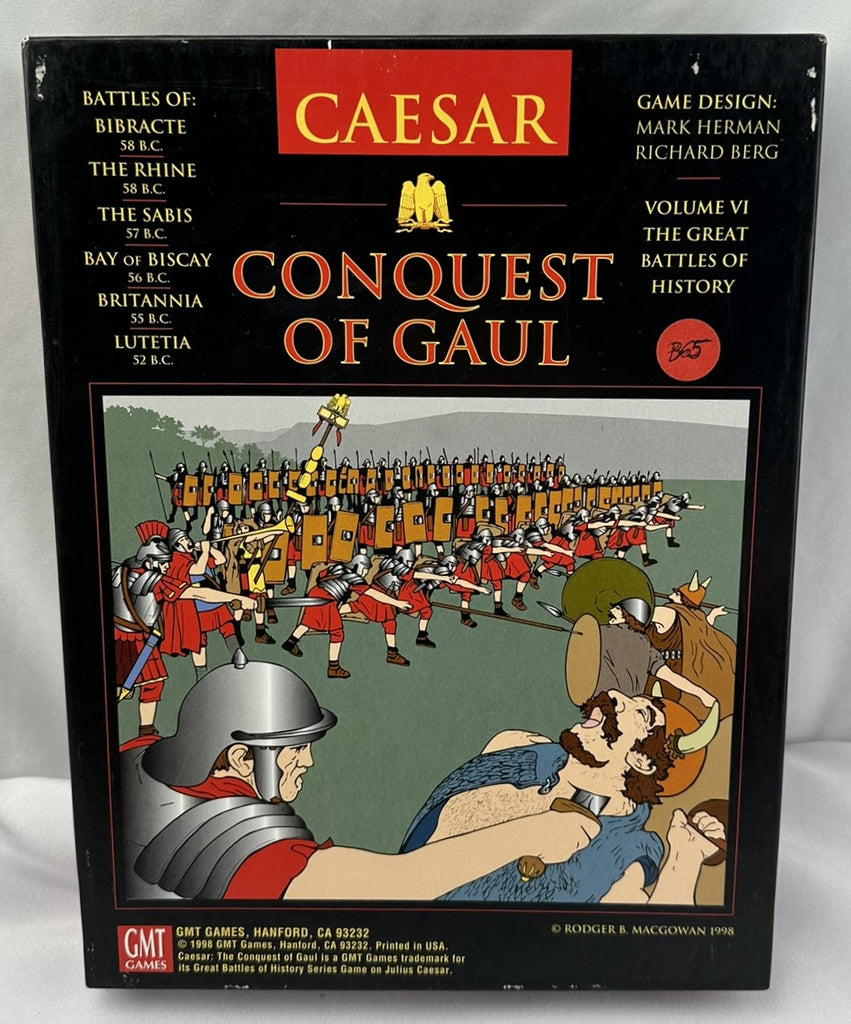 BATTLES OF:
BIBRACTE
58 B.C.
THE RHINE
58 B.C.
THE SABIS
57 B.C.
BAY OF BISCAY
56 B.C.
BRITANNIA
55 B.C.
LUTETIA
52 B.C.
CAESAR
CONQUEST
OF GAUL
GAME DESIGN:
MARK HERMAN
RICHARD BERG
VOLUME VI
THE GREAT
BATTLES OF
HISTORY
B65
IX
GMT
GAMES
GMT GAMES, HANFORD, CA 93232
© 1998 GMT Games, Hanford, CA 93232. Printed in USA.
Caesar: The Conquest of Gaul is a GMT Games trademark for
its Great Battles of History Series Game on Julius Caesar.
© RODGER B. MACGOWAN 1998